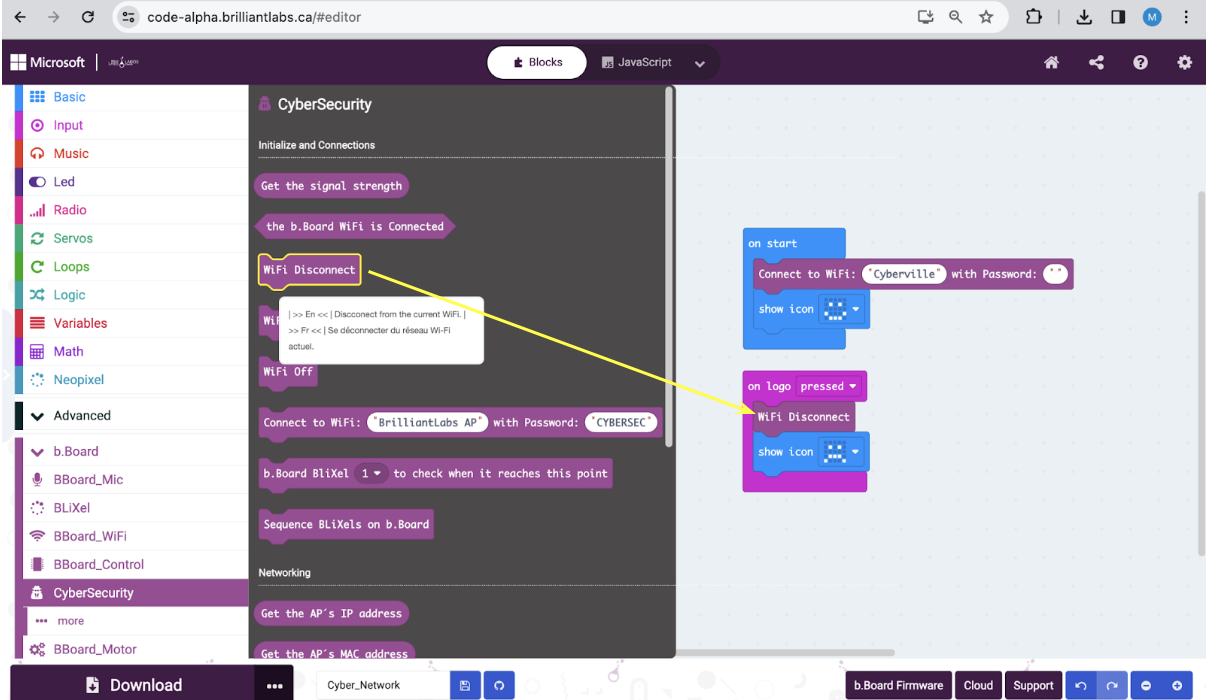 code-alpha.brilliantlabs.ca/#editor
M
Microsoft
Blocks
JavaScript
Basic
Input
Music
Led
Radio
Servos
Loops
Logic
Variables
Math
Neopixel
Advanced
b.Board
BBoard_Mic
BLiXel
BBoard_WiFi
BBoard_Control
CyberSecurity
more
BBoard_Motor
CyberSecurity
Initialize and Connections
Get the signal strength
the b.Board WiFi is Connected
WiFi Disconnect
| >> En << | Discconect from the current WiFi. |
>> Fr << | Se déconnecter du réseau Wi-Fi
actuel.
WiFi Off
Connect to WiFi: "BrilliantLabs AP" with Password: "CYBERSEC"
b.Board BliXel 1 to check when it reaches this point
Sequence BLiXels on b.Board
Networking
Get the AP's IP address
Get the AP's MAC address
on start
Connect to WiFi: "Cyberville" with Password: " "
show icon
on logo pressed
WiFi Disconnect
show icon
Download
Cyber_Network
b.Board Firmware
Cloud
Support